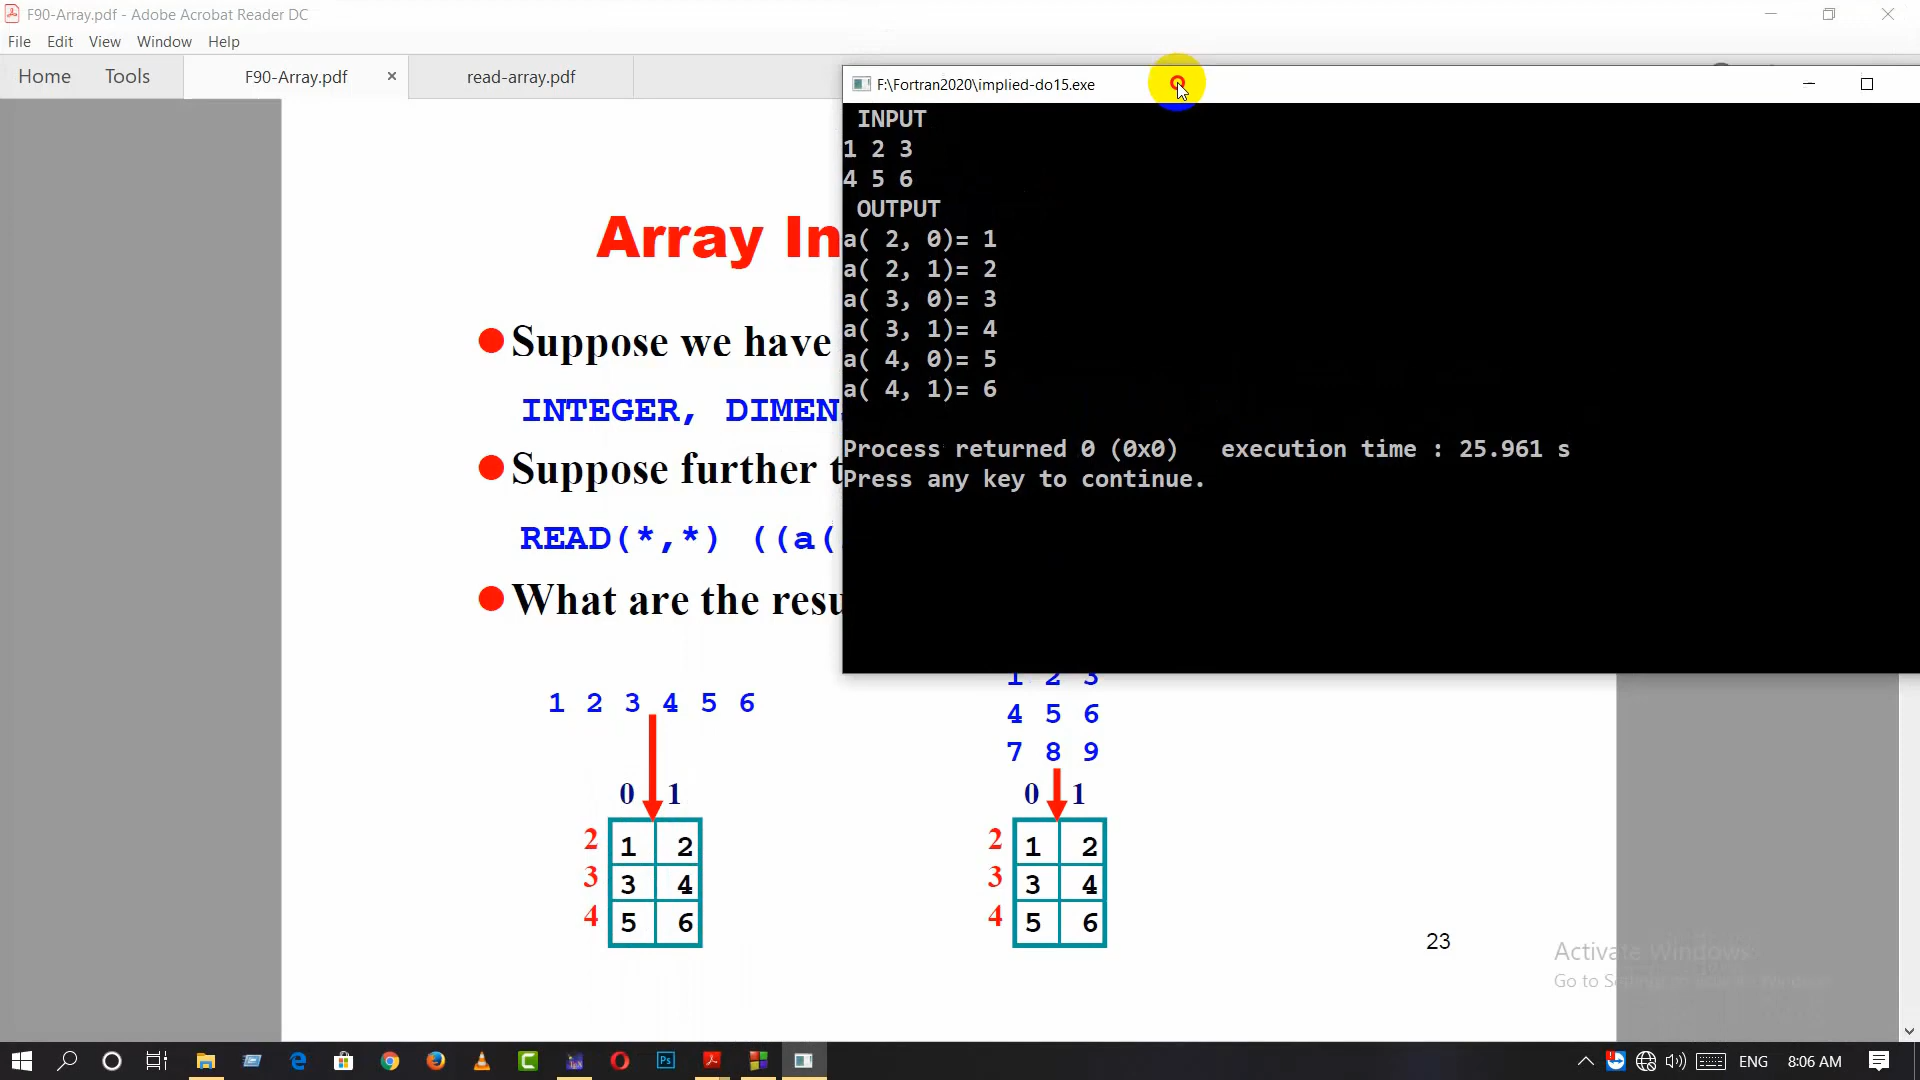 F90-Array.pdf - Adobe Acrobat Reader DC
File Edit View Window Help
Home Tools F90-Array.pdf × read-array.pdf
F:\Fortran2020\implied-do15.exe
INPUT
1 2 3
4 5 6
OUTPUT
a( 2, 0)= 1
a( 2, 1)= 2
a( 3, 0)= 3
a( 3, 1)= 4
a( 4, 0)= 5
a( 4, 1)= 6
Process returned 0 (0x0)   execution time : 25.961 s
Press any key to continue.
Array In
Suppose we have
INTEGER, DIMEN
Suppose further t
READ(*,*) ((a(
What are the resu
1 2 3 4 5 6
0 1
2 1 2
3 3 4
4 5 6
1 2 3
4 5 6
7 8 9
0 1
2 1 2
3 3 4
4 5 6
23
Activate Windows
Go to
ENG 8:06 AM